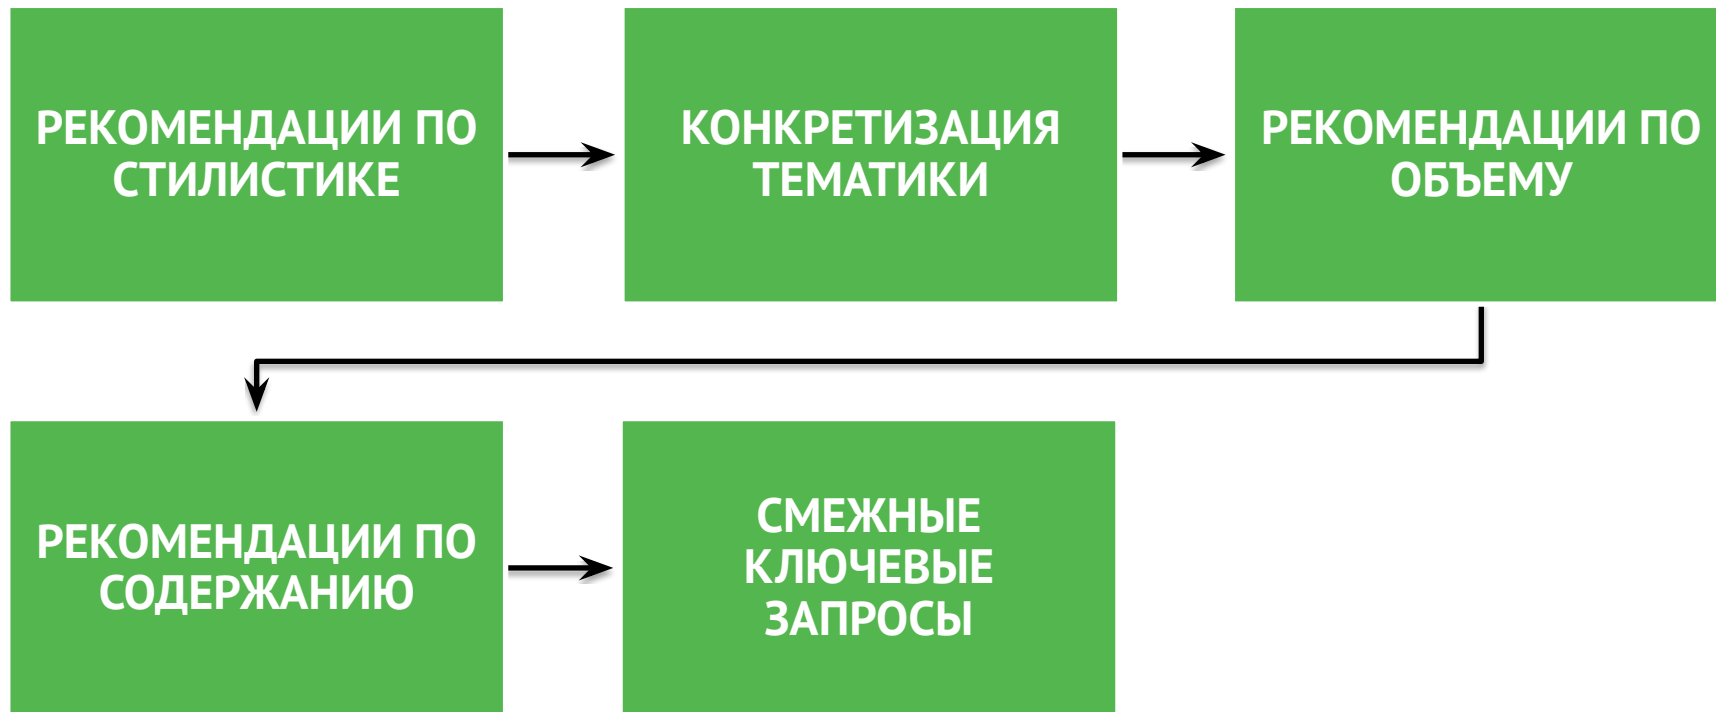 РЕКОМЕНДАЦИИ ПО
СТИЛИСТИКЕ
КОНКРЕТИЗАЦИЯ
ТЕМАТИКИ
РЕКОМЕНДАЦИИ ПО
ОБЪЕМУ
РЕКОМЕНДАЦИИ ПО
СОДЕРЖАНИЮ
СМЕЖНЫЕ
КЛЮЧЕВЫЕ
ЗАПРОСЫ